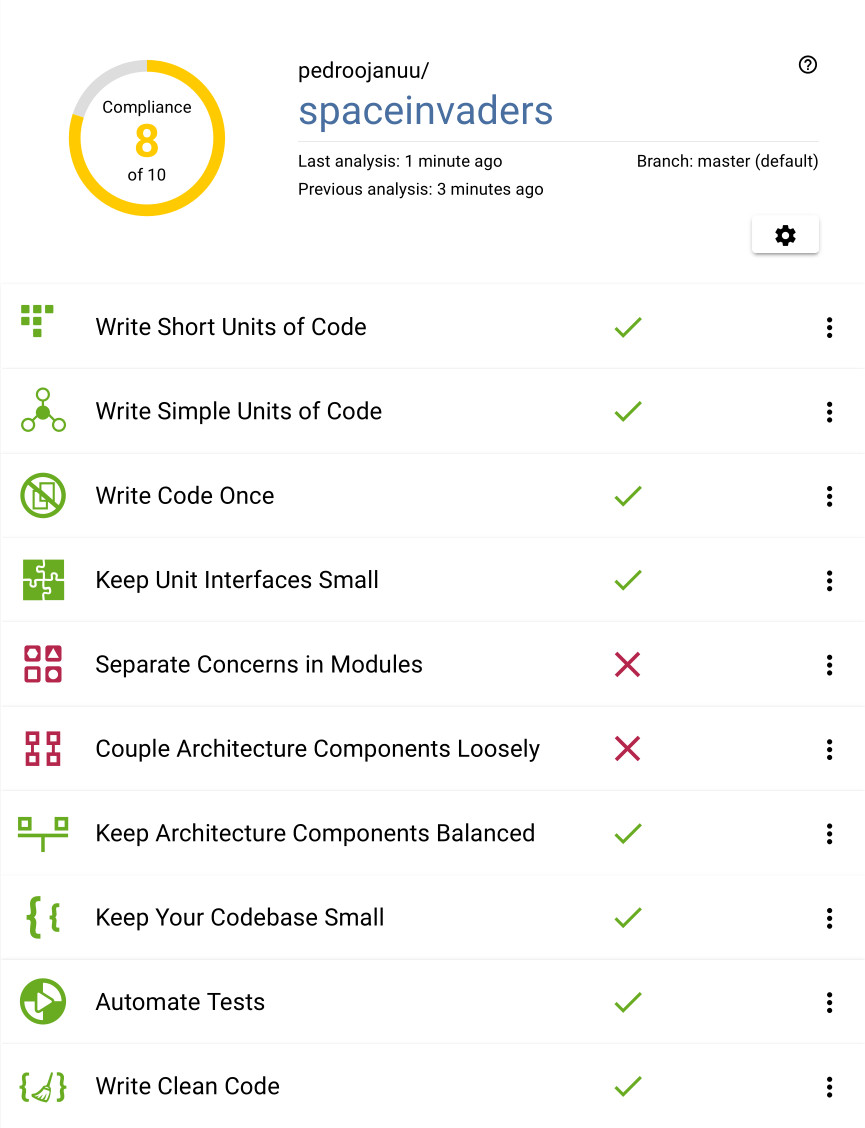 Compliance
8
of 10
pedroojanuu/
spaceinvaders
Last analysis: 1 minute ago
Branch: master (default)
Previous analysis: 3 minutes ago
Write Short Units of Code
Write Simple Units of Code
Write Code Once
Keep Unit Interfaces Small
Separate Concerns in Modules
Couple Architecture Components Loosely
Keep Architecture Components Balanced
Keep Your Codebase Small
Automate Tests
Write Clean Code